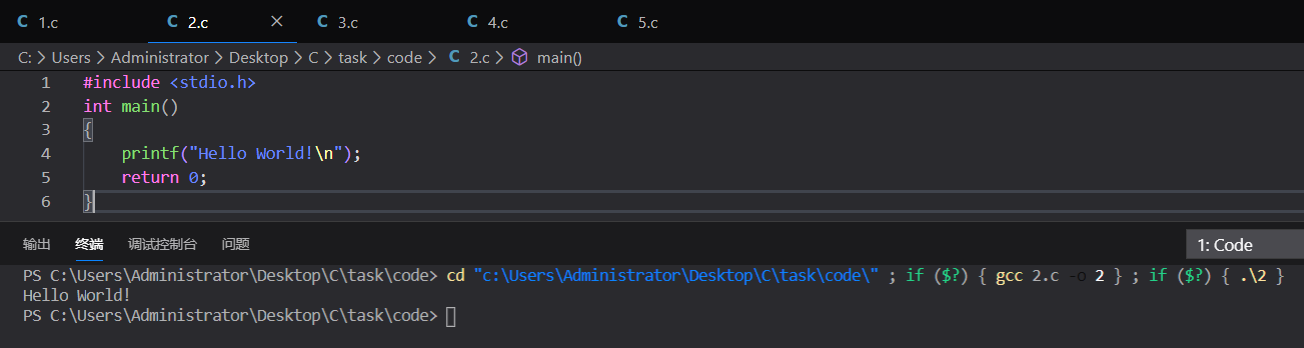 C 1.c C 2.c × C 3.c C 4.c C 5.c
C: > Users > Administrator > Desktop > C > task > code > C 2.c > main()
1 #include <stdio.h>
2 int main()
3 {
4 printf("Hello World!\n");
5 return 0;
6 }
输出 终端 调试控制台 问题 1: Code
PS C:\Users\Administrator\Desktop\C\task\code> cd "c:\Users\Administrator\Desktop\C\task\code\" ; if ($?) { gcc 2.c -o 2 } ; if ($?) { .\2 }
Hello World!
PS C:\Users\Administrator\Desktop\C\task\code>